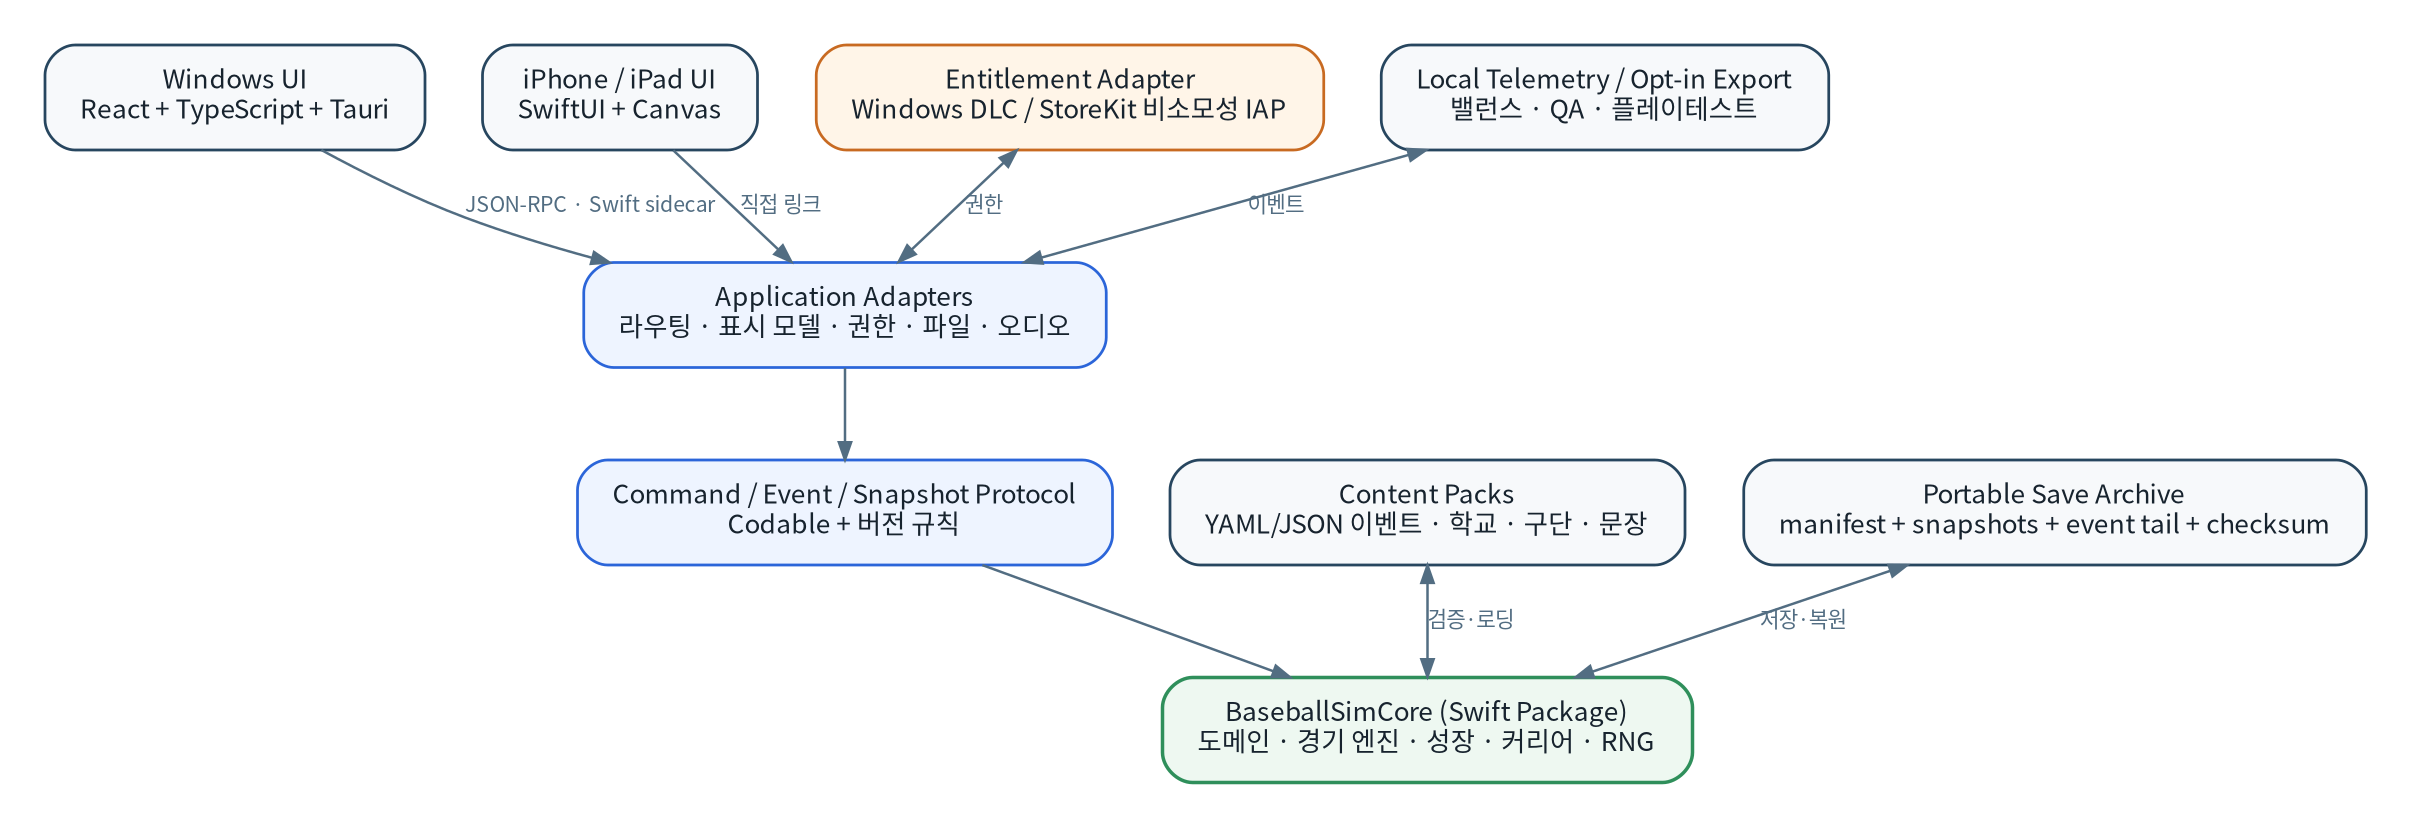 Windows UI
React + TypeScript + Tauri
iPhone / iPad UI
SwiftUI + Canvas
Entitlement Adapter
Windows DLC / StoreKit 비소모성 IAP
Local Telemetry / Opt-in Export
밸런스 · QA · 플레이테스트
JSON-RPC · Swift sidecar
직접 링크
권한
이벤트
Application Adapters
라우팅 · 표시 모델 · 권한 · 파일 · 오디오
Command / Event / Snapshot Protocol
Codable + 버전 규칙
Content Packs
YAML/JSON 이벤트 · 학교 · 구단 · 문장
Portable Save Archive
manifest + snapshots + event tail + checksum
검증·로딩
저장·복원
BaseballSimCore (Swift Package)
도메인 · 경기 엔진 · 성장 · 커리어 · RNG